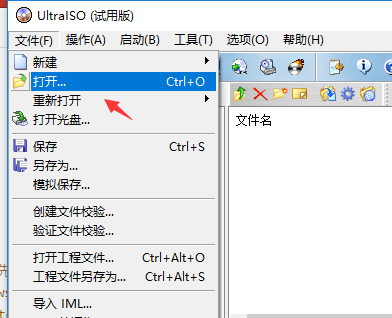 UltraISO (试用版)
文件(F) 操作(A) 启动(B) 工具(T) 选项(O) 帮助(H)
新建
打开... Ctrl+O
重新打开
文件名
打开光盘...
保存 Ctrl+S
另存为...
模拟保存...
创建文件校验...
验证文件校验...
打开工程文件... Ctrl+Alt+O
工程文件另存为... Ctrl+Alt+S
导入 IML...